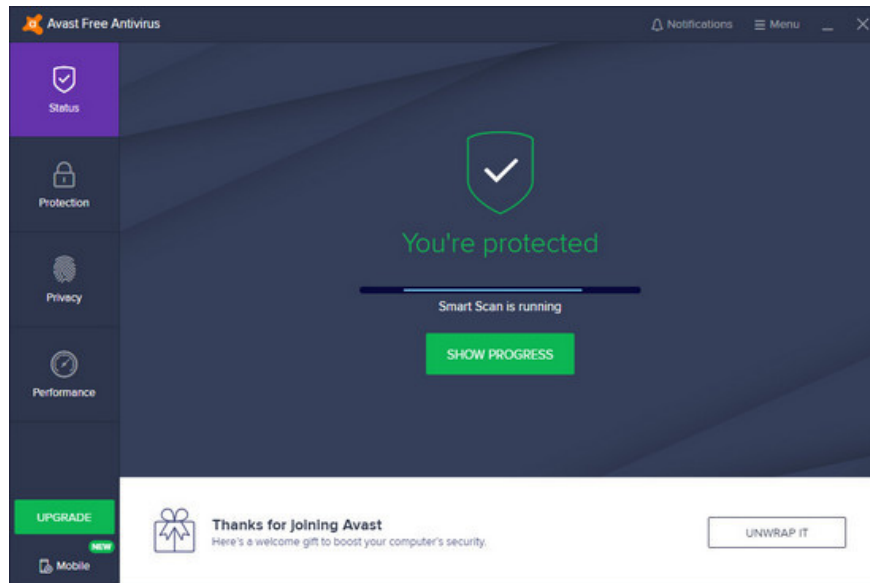 Avast Free Antivirus
Notifications
Menu
Status
Protection
Privacy
Performance
You're protected
Smart Scan is running
SHOW PROGRESS
UPGRADE
NEW
Mobile
Thanks for joining Avast
Here's a welcome gift to boost your computer's security.
UNWRAP IT